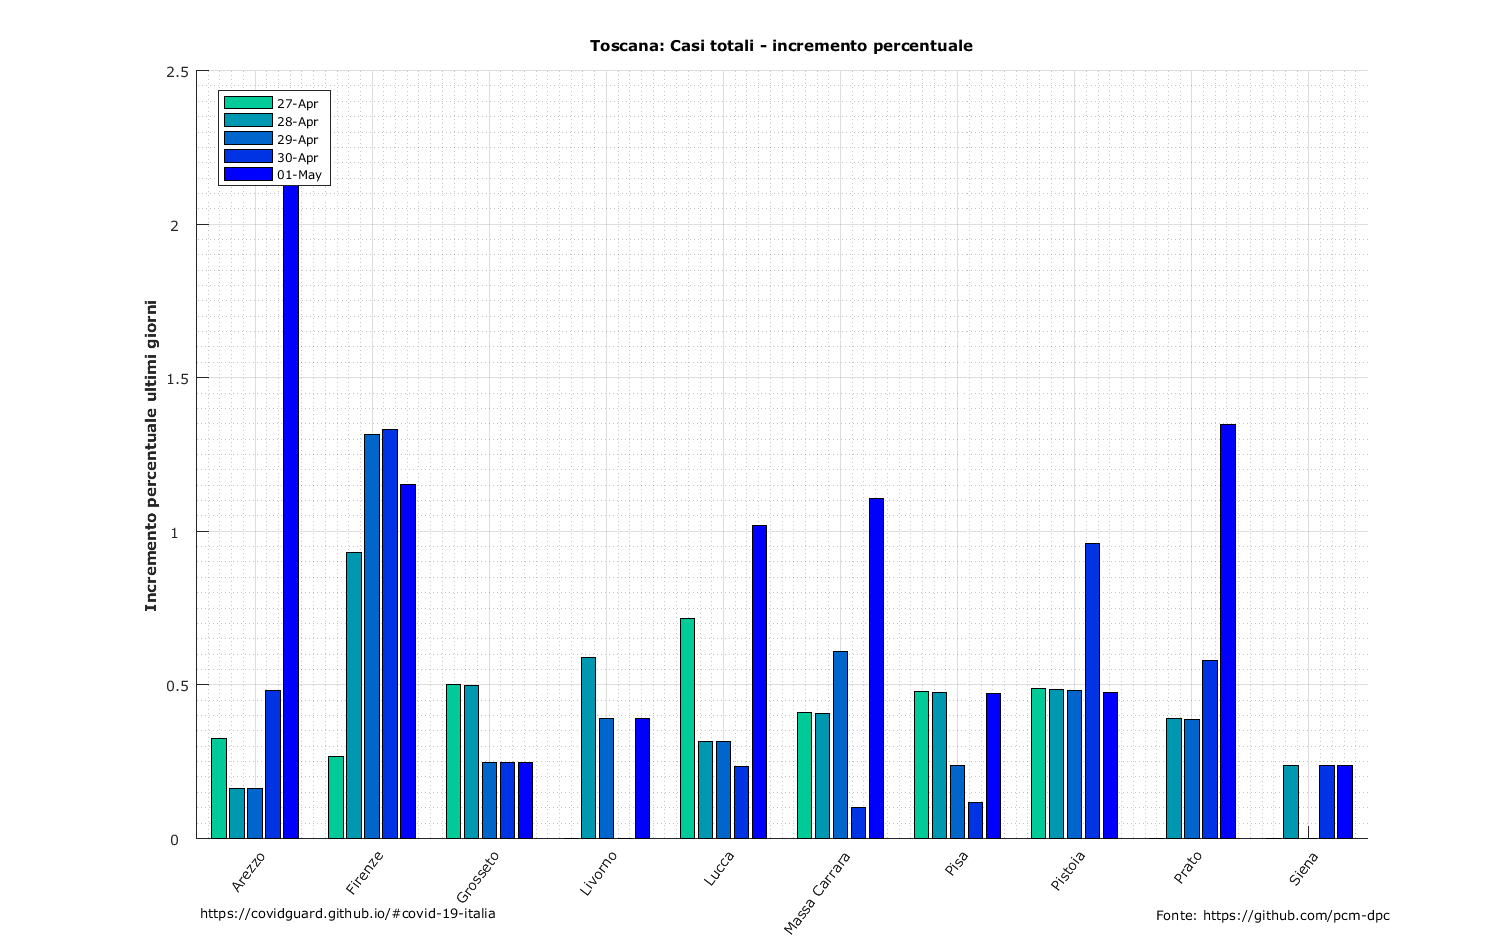 Toscana: Casi totali - incremento percentuale
Incremento percentuale ultimi giorni
2.5
2
1.5
1
0.5
0
27-Apr
28-Apr
29-Apr
30-Apr
01-May
Arezzo
Firenze
Grosseto
Livorno
Lucca
Massa Carrara
Pisa
Pistoia
Prato
Siena
https://covidguard.github.io/#covid-19-italia
Fonte: https://github.com/pcm-dpc